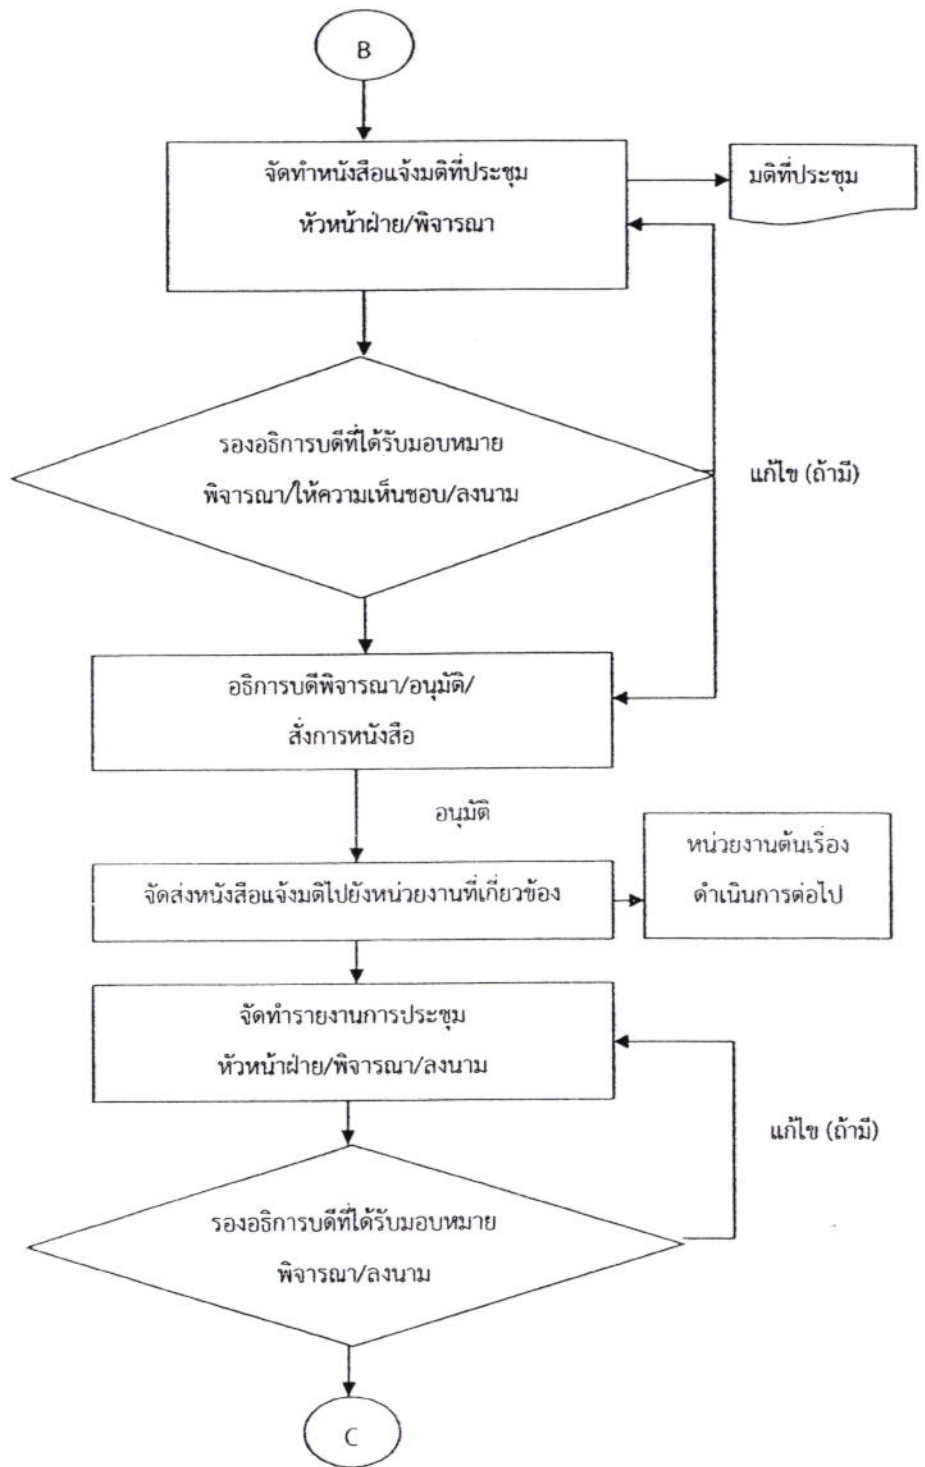 B
จัดทำหนังสือแจ้งมติที่ประชุม
หัวหน้าฝ่าย/พิจารณา
มติที่ประชุม
รองอธิการบดีที่ได้รับมอบหมาย
พิจารณา/ให้ความเห็นชอบ/ลงนาม
แก้ไข (ถ้ามี)
อธิการบดีพิจารณา/อนุมัติ/
สั่งการหนังสือ
อนุมัติ
จัดส่งหนังสือแจ้งมติไปยังหน่วยงานที่เกี่ยวข้อง
หน่วยงานต้นเรื่อง
ดำเนินการต่อไป
จัดทำรายงานการประชุม
หัวหน้าฝ่าย/พิจารณา/ลงนาม
แก้ไข (ถ้ามี)
รองอธิการบดีที่ได้รับมอบหมาย
พิจารณา/ลงนาม
C